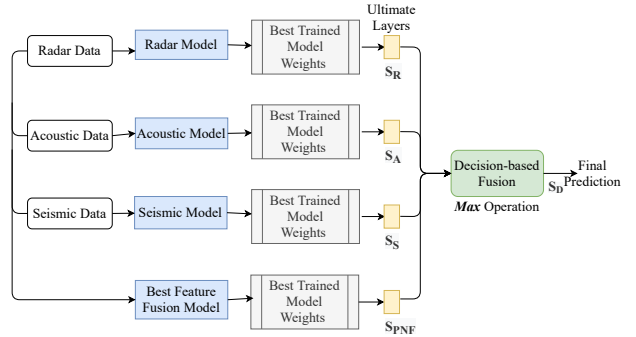 Ultimate
Layers
Radar Data
Radar Model
Best Trained
Model
Weights
S_R
Acoustic Data
Acoustic Model
Best Trained
Model
Weights
S_A
Seismic Data
Seismic Model
Best Trained
Model
Weights
S_S
Best Feature
Fusion Model
Best Trained
Model
Weights
S_PNF
Decision-based
Fusion
Max Operation
S_D
Final
Prediction